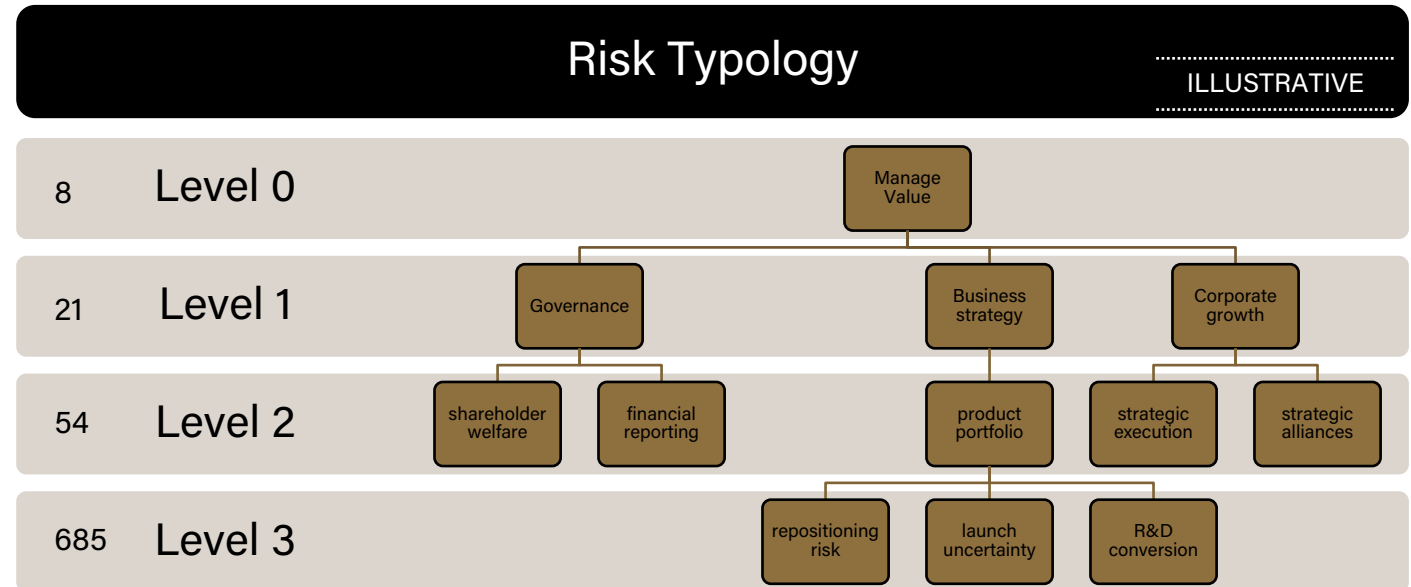 Risk Typology
ILLUSTRATIVE
8 Level 0
Manage
Value
21 Level 1
Governance
Business
strategy
Corporate
growth
54 Level 2
shareholder
welfare
financial
reporting
product
portfolio
strategic
execution
strategic
alliances
685 Level 3
repositioning
risk
launch
uncertainty
R&D
conversion